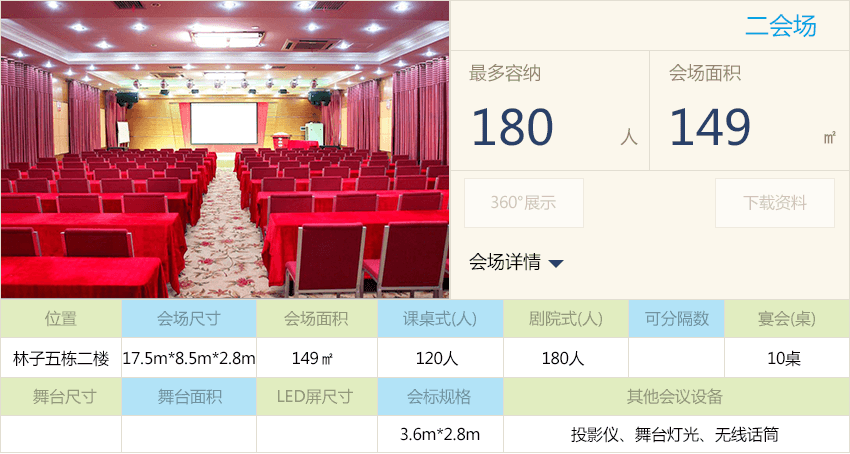 二会场
最多容纳
会场面积
180 人
149 ㎡
360°展示
下载资料
会场详情
位置 会场尺寸 会场面积 课桌式(人) 剧院式(人) 可分隔数 宴会(桌)
林子五栋二楼 17.5m*8.5m*2.8m 149㎡ 120人 180人 10桌
舞台尺寸 舞台面积 LED屏尺寸 会标规格 其他会议设备
3.6m*2.8m 投影仪、舞台灯光、无线话筒